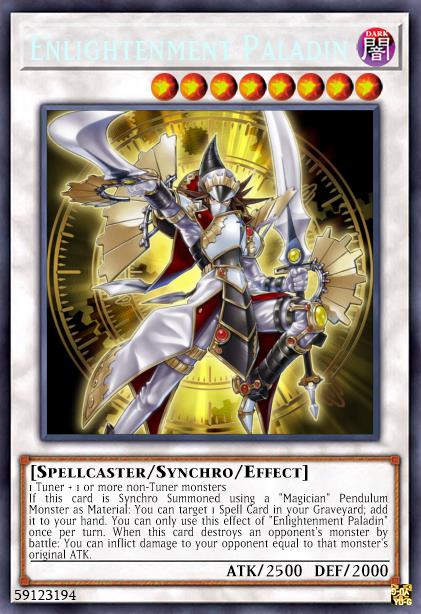 Enlightenment Paladin
DARK
闇
[Spellcaster/Synchro/Effect]
1 Tuner + 1 or more non-Tuner monsters
If this card is Synchro Summoned using a "Magician" Pendulum
Monster as Material: You can target 1 Spell Card in your Graveyard; add
it to your hand. You can only use this effect of "Enlightenment Paladin"
once per turn. When this card destroys an opponent's monster by
battle: You can inflict damage to your opponent equal to that monster's
original ATK.
ATK/2500 DEF/2000
59123194